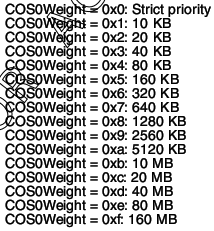 COS0Weight = 0x0: Strict priority
COS0Weight = 0x1: 10 KB
COS0Weight = 0x2: 20 KB
COS0Weight = 0x3: 40 KB
COS0Weight = 0x4: 80 KB
COS0Weight = 0x5: 160 KB
COS0Weight = 0x6: 320 KB
COS0Weight = 0x7: 640 KB
COS0Weight = 0x8: 1280 KB
COS0Weight = 0x9: 2560 KB
COS0Weight = 0xa: 5120 KB
COS0Weight = 0xb: 10 MB
COS0Weight = 0xc: 20 MB
COS0Weight = 0xd: 40 MB
COS0Weight = 0xe: 80 MB
COS0Weight = 0xf: 160 MB